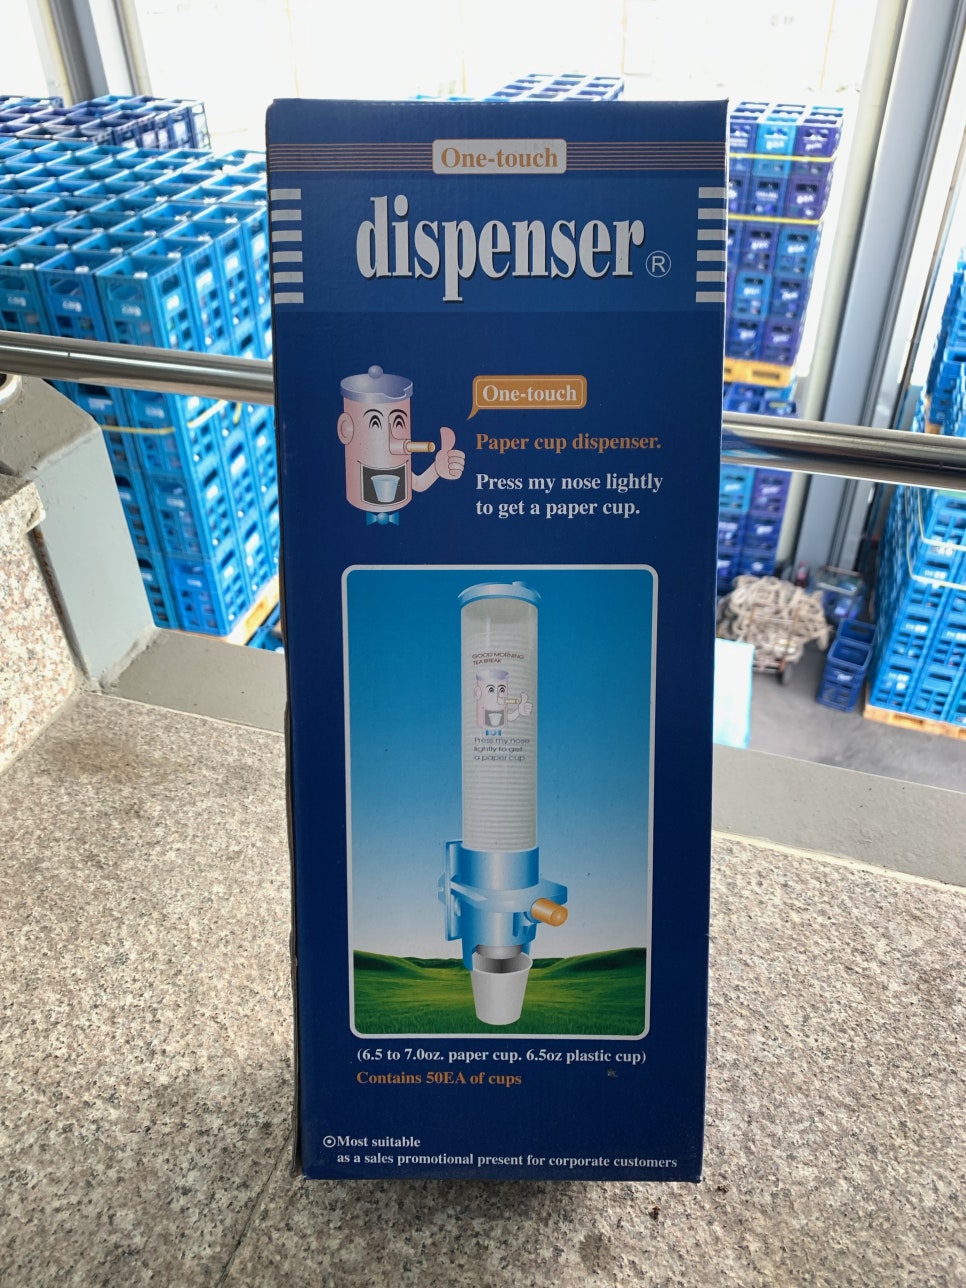 One-touch
dispenser®
One-touch
Paper cup dispenser.
Press my nose lightly
to get a paper cup.
GOOD MORNING
TEA BREAK
Press my nose
lightly to get
a paper cup
(6.5 to 7.0oz. paper cup. 6.5oz plastic cup)
Contains 50EA of cups
⊙Most suitable
as a sales promotional present for corporate customers